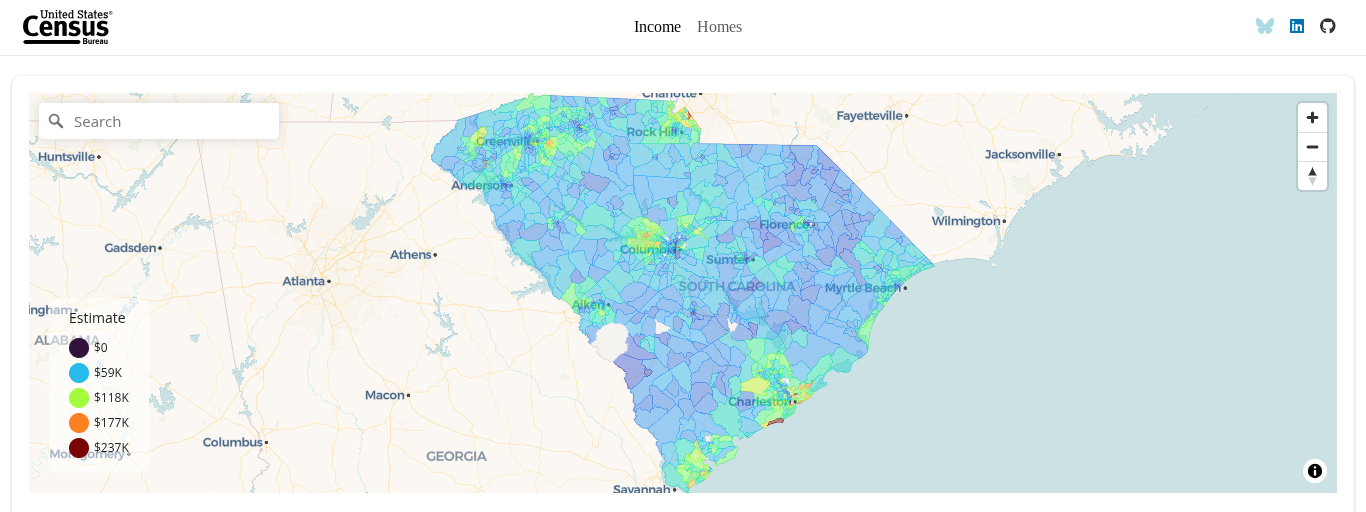 United States®
Census
Bureau
Income Homes
Search
Charlotte
Fayetteville
Rock Hill
Greenville
Huntsville
Jacksonville
Anderson
Wilmington
Florence
Gadsden
Athens
Columbia
Sumter
Atlanta
SOUTH CAROLINA
Myrtle Beach
Aiken
ingham
Estimate
ALABAMA
$0
$59K
Macon
$118K
Charleston
$177K
Columbus
$237K
Montgomery
GEORGIA
Savannah